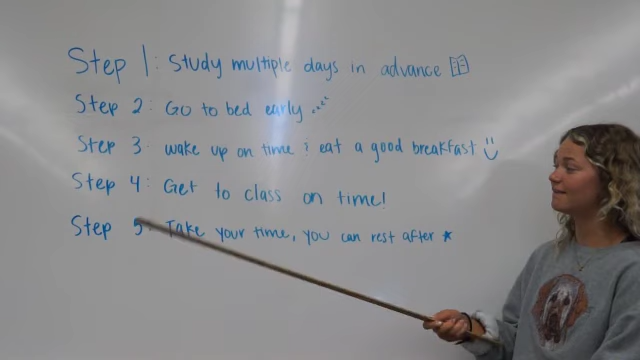 Step 1: Study multiple days in advance
Step 2: Go to bed early
Step 3: wake up on time & eat a good breakfast
Step 4: Get to class on time!
Step 5: Take your time, you can rest after